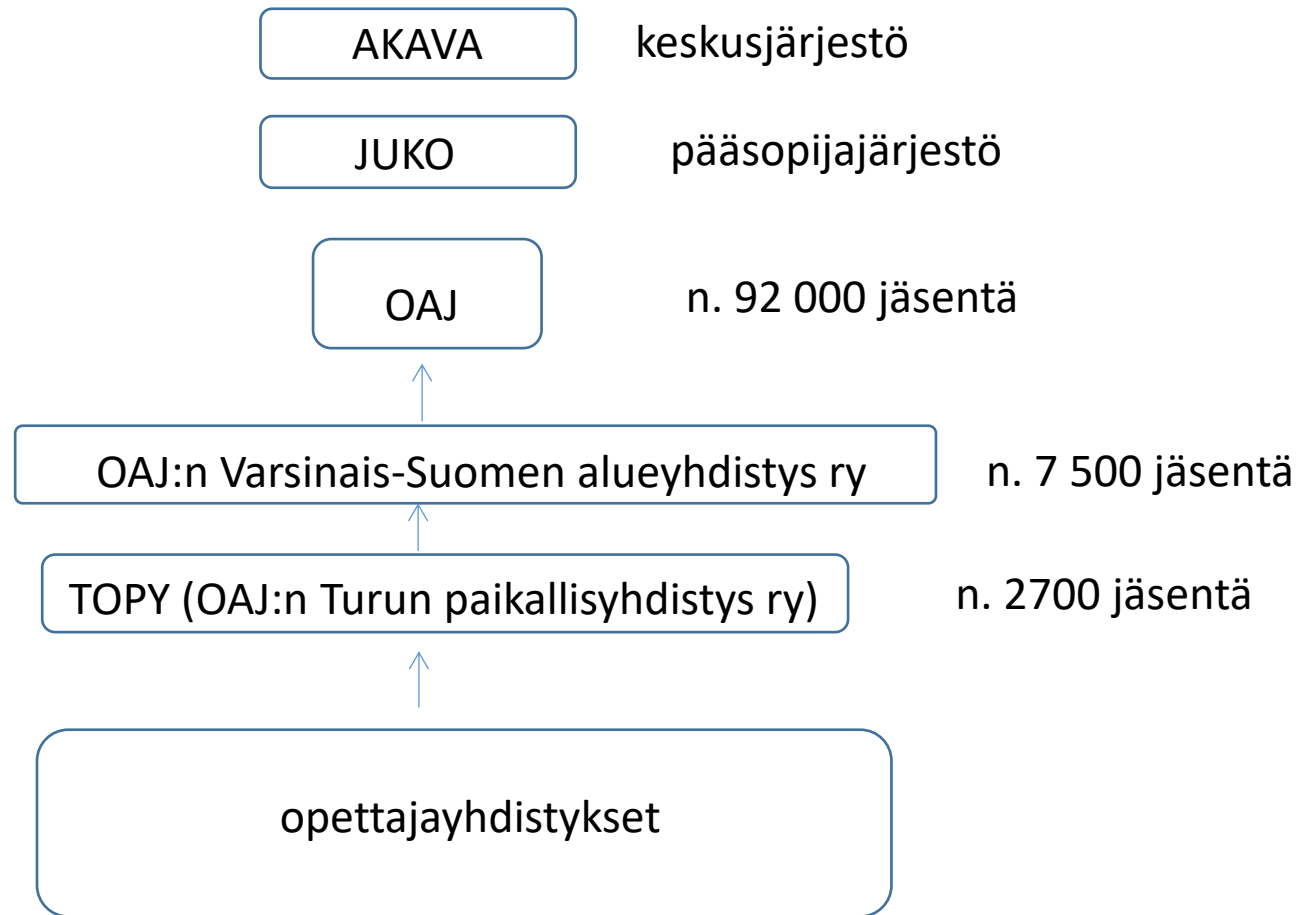 AKAVA keskusjärjestö
JUKO pääsopijajärjestö
OAJ n. 92 000 jäsentä
OAJ:n Varsinais-Suomen alueyhdistys ry n. 7 500 jäsentä
TOPY (OAJ:n Turun paikallisyhdistys ry) n. 2700 jäsentä
opettajayhdistykset